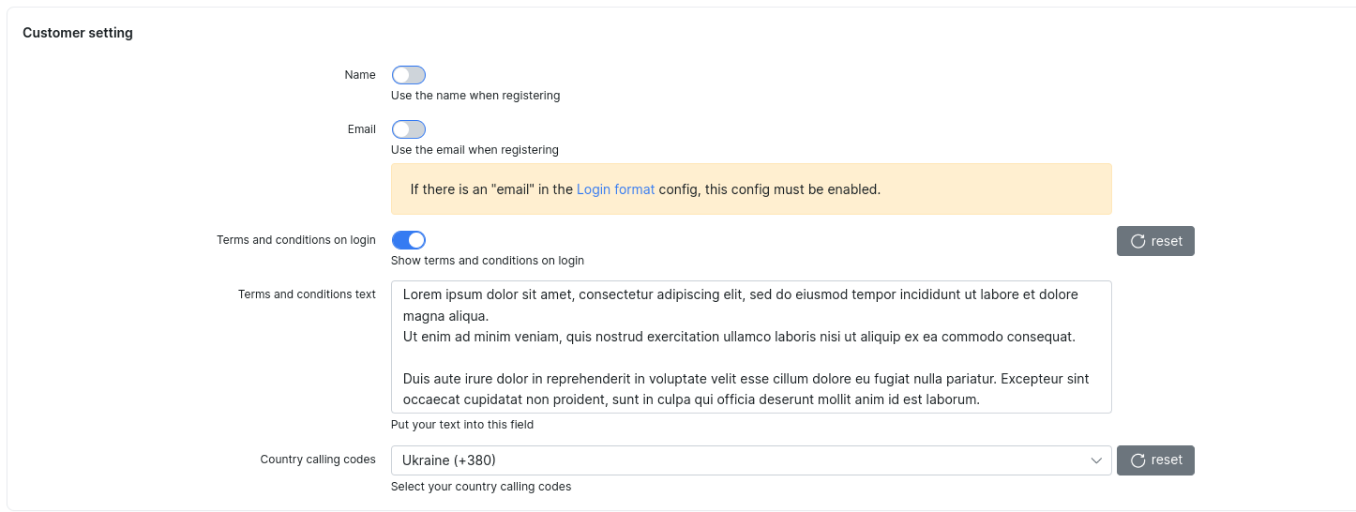 Customer setting
Name
Use the name when registering
Email
Use the email when registering
If there is an "email" in the Login format config, this config must be enabled.
Terms and conditions on login
reset
Show terms and conditions on login
Terms and conditions text
Lorem ipsum dolor sit amet, consectetur adipiscing elit, sed do eiusmod tempor incididunt ut labore et dolore
magna aliqua.
Ut enim ad minim veniam, quis nostrud exercitation ullamco laboris nisi ut aliquip ex ea commodo consequat.
Duis aute irure dolor in reprehenderit in voluptate velit esse cillum dolore eu fugiat nulla pariatur. Excepteur sint
occaecat cupidatat non proident, sunt in culpa qui officia deserunt mollit anim id est laborum.
Put your text into this field
Country calling codes
Ukraine (+380)
reset
Select your country calling codes